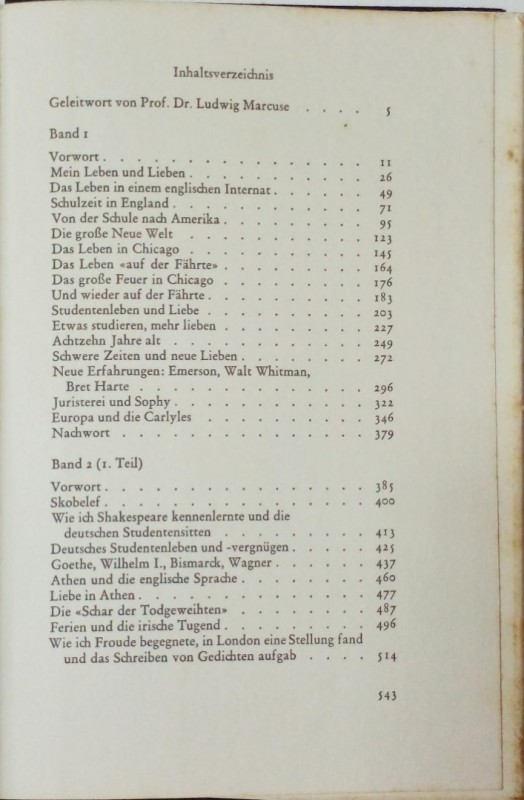 Inhaltsverzeichnis
Geleitwort von Prof. Dr. Ludwig Marcuse . . . . 5
Band 1
Vorwort . . . . . . . . . . . . . 11
Mein Leben und Lieben . . . . . . . . . 26
Das Leben in einem englischen Internat . . . . . 49
Schulzeit in England . . . . . . . . . . 71
Von der Schule nach Amerika . . . . . . . 95
Die große Neue Welt . . . . . . . . . 123
Das Leben in Chicago . . . . . . . . . 145
Das Leben «auf der Fährte» . . . . . . . 164
Das große Feuer in Chicago . . . . . . . 176
Und wieder auf der Fährte . . . . . . . . 183
Studentenleben und Liebe . . . . . . . . 203
Etwas studieren, mehr lieben . . . . . . . 227
Achtzehn Jahre alt . . . . . . . . . . 249
Schwere Zeiten und neue Lieben . . . . . . 272
Neue Erfahrungen: Emerson, Walt Whitman,
Bret Harte . . . . . . . . . . . 296
Juristerei und Sophy . . . . . . . . . . 322
Europa und die Carlyles . . . . . . . . 346
Nachwort . . . . . . . . . . . . 379
Band 2 (1. Teil)
Vorwort . . . . . . . . . . . . . 385
Skobelef . . . . . . . . . . . . . 400
Wie ich Shakespeare kennenlernte und die
deutschen Studentensitten . . . . . . . 413
Deutsches Studentenleben und -vergnügen . . . . 425
Goethe, Wilhelm I., Bismarck, Wagner . . . . . 437
Athen und die englische Sprache . . . . . . 460
Liebe in Athen . . . . . . . . . . . 477
Die «Schar der Todgeweihten» . . . . . . 487
Ferien und die irische Tugend . . . . . . . 496
Wie ich Froude begegnete, in London eine Stellung fand
und das Schreiben von Gedichten aufgab . . . . 514
543